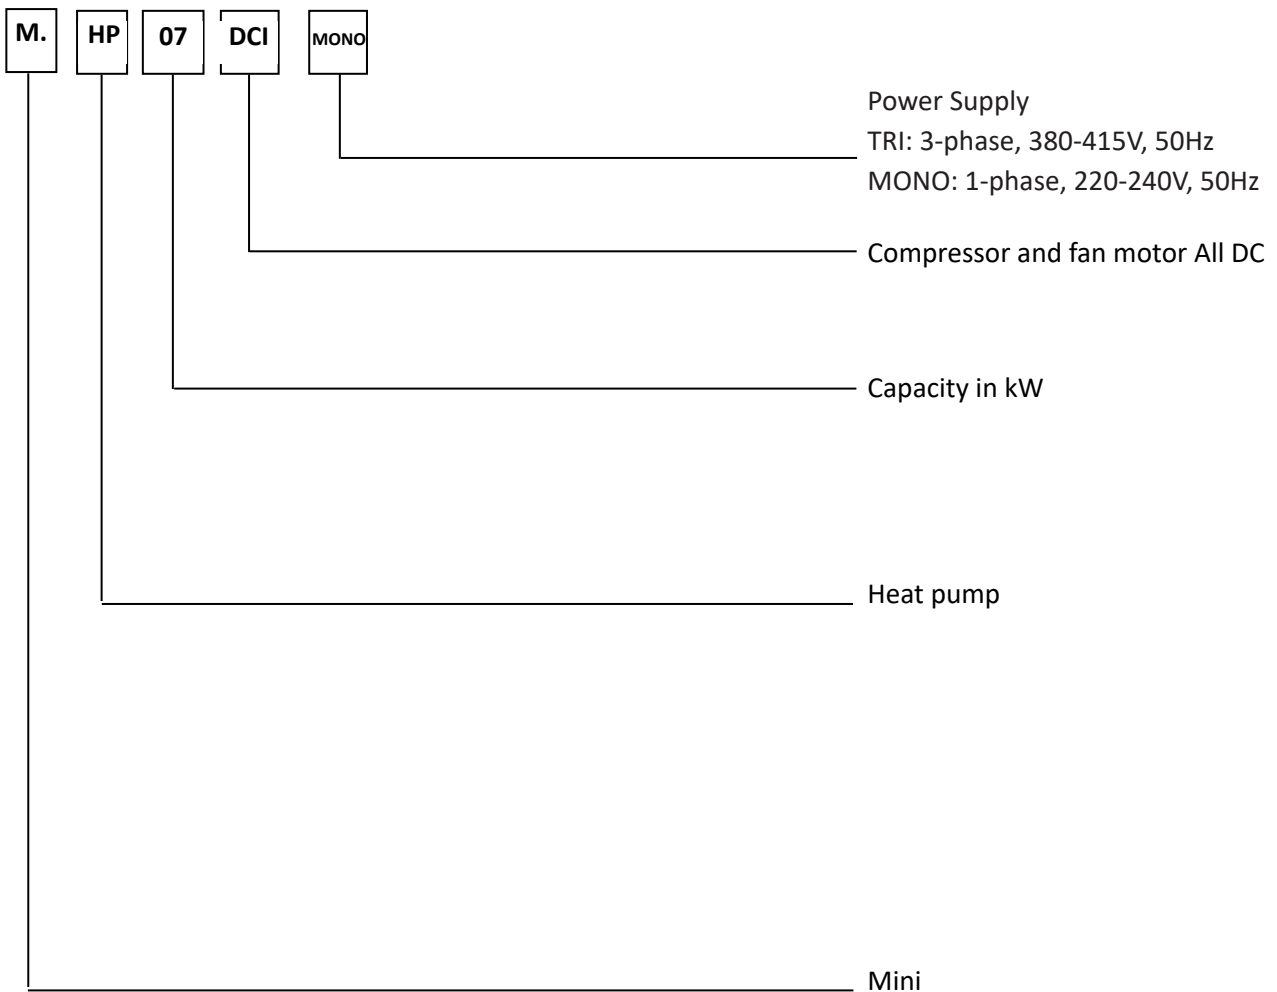 M. HP 07 DCI MONO
Power Supply
TRI: 3-phase, 380-415V, 50Hz
MONO: 1-phase, 220-240V, 50Hz
Compressor and fan motor All DC
Capacity in kW
Heat pump
Mini